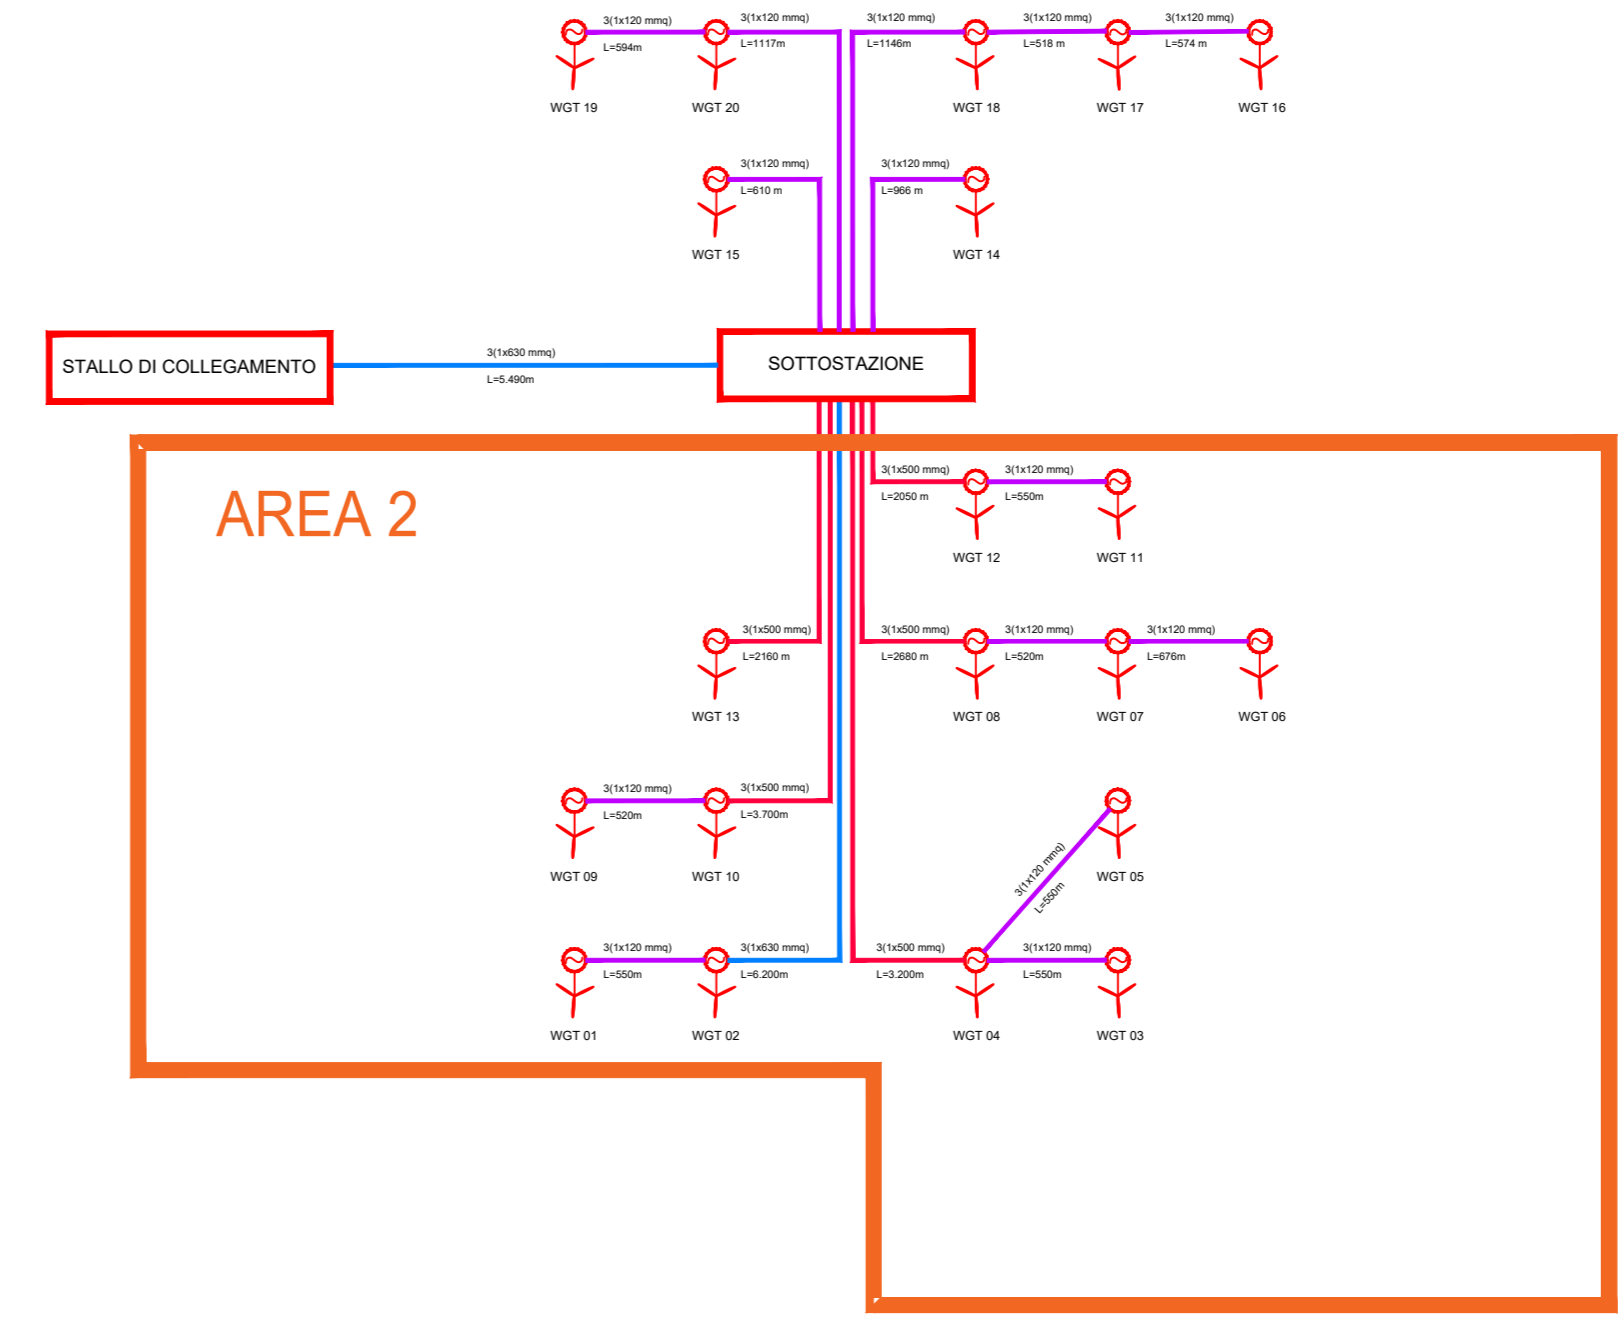 3(1x120 mmq)
3(1x120 mmq)
3(1x120 mmq)
3(1x120 mmq)
3(1x120 mmq)
L=594m
L=1117m
L=1146m
L=518 m
L=574 m
WGT 19
WGT 20
WGT 18
WGT 17
WGT 16
3(1x120 mmq)
3(1x120 mmq)
L=610 m
L=966 m
WGT 15
WGT 14
STALLO DI COLLEGAMENTO
3(1x630 mmq)
L=5.490m
SOTTOSTAZIONE
AREA 2
3(1x500 mmq)
3(1x120 mmq)
L=2050 m
L=550m
WGT 12
WGT 11
3(1x500 mmq)
3(1x500 mmq)
3(1x120 mmq)
3(1x120 mmq)
L=2160 m
L=2680 m
L=520m
L=676m
WGT 13
WGT 08
WGT 07
WGT 06
3(1x120 mmq)
3(1x500 mmq)
L=520m
L=3.700m
3(1x120 mmq)
L=550m
WGT 09
WGT 10
WGT 05
3(1x120 mmq)
3(1x630 mmq)
3(1x500 mmq)
3(1x120 mmq)
L=550m
L=6.200m
L=3.200m
L=550m
WGT 01
WGT 02
WGT 04
WGT 03